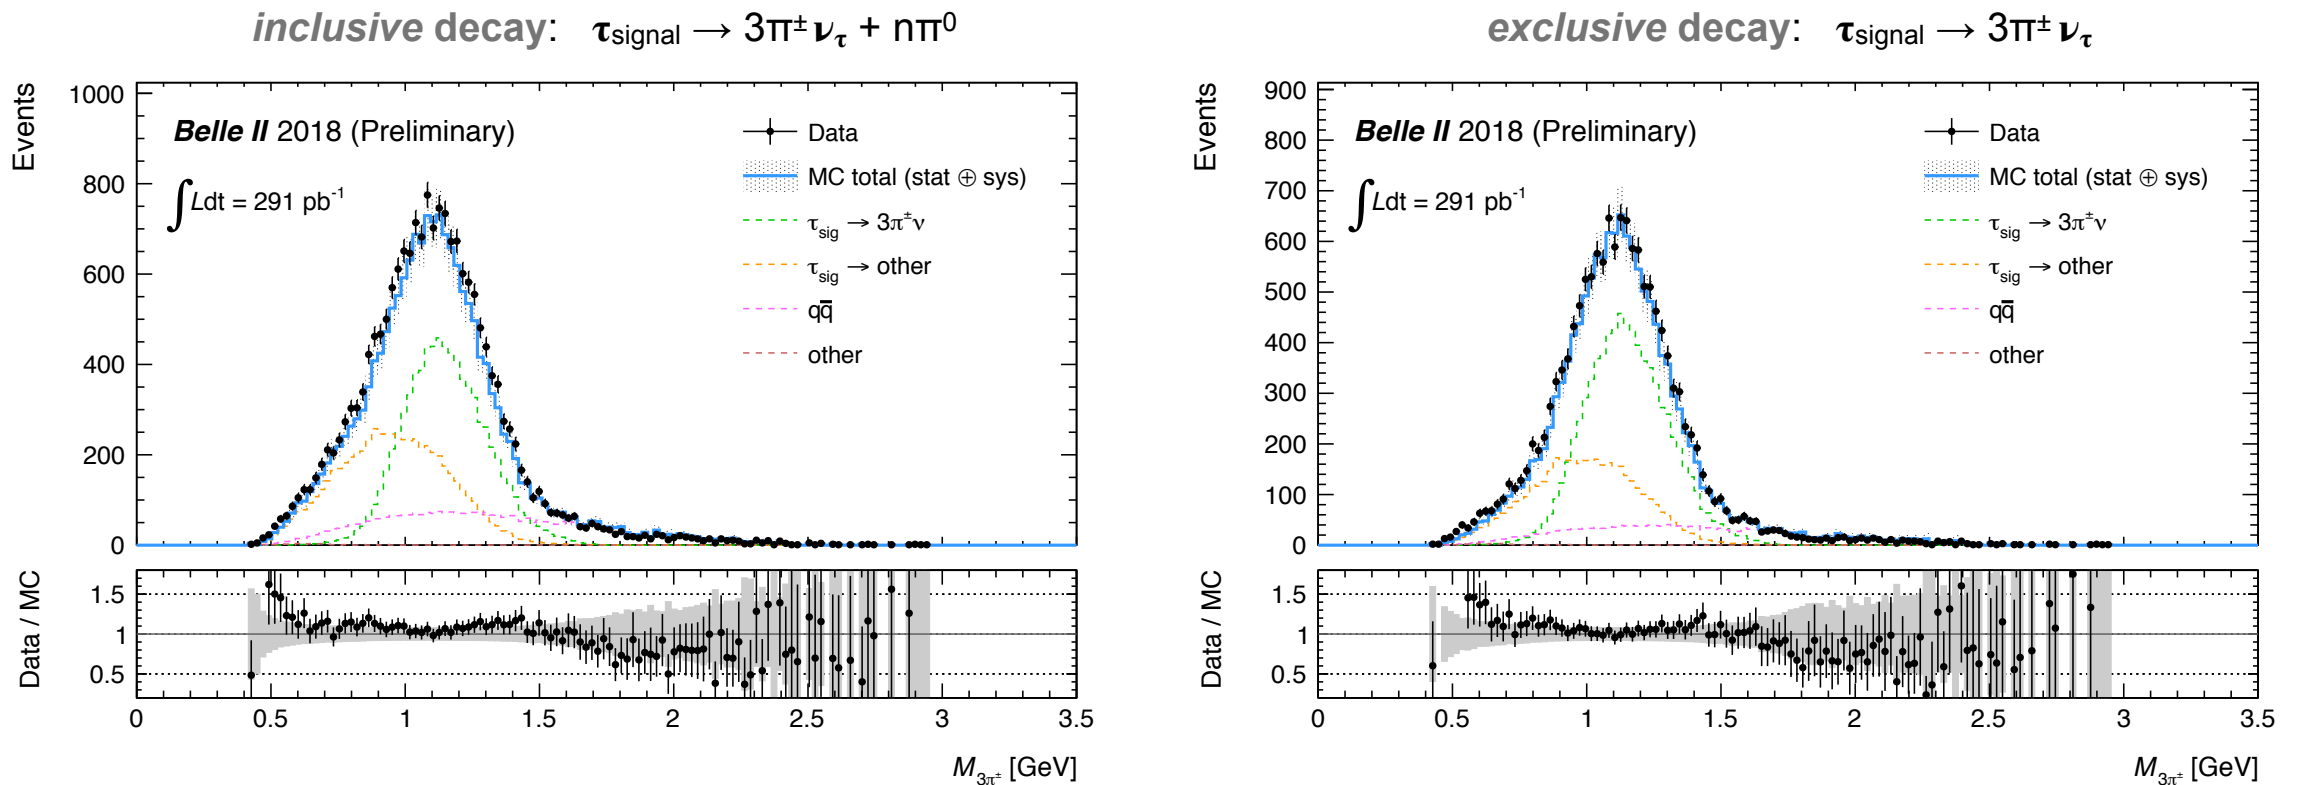 inclusive decay: τsignal → 3π± ντ + nπ0
Events
1000
800
600
400
200
0
Belle II 2018 (Preliminary)
∫Ldt = 291 pb-1
Data
MC total (stat ⊕ sys)
τsig → 3π±ν
τsig → other
qq̅
other
Data / MC
1.5
1
0.5
0
0.5
1
1.5
2
2.5
3
3.5
M3π± [GeV]
exclusive decay: τsignal → 3π± ντ
Events
900
800
700
600
500
400
300
200
100
0
Belle II 2018 (Preliminary)
∫Ldt = 291 pb-1
Data
MC total (stat ⊕ sys)
τsig → 3π±ν
τsig → other
qq̅
other
Data / MC
1.5
1
0.5
0
0.5
1
1.5
2
2.5
3
3.5
M3π± [GeV]